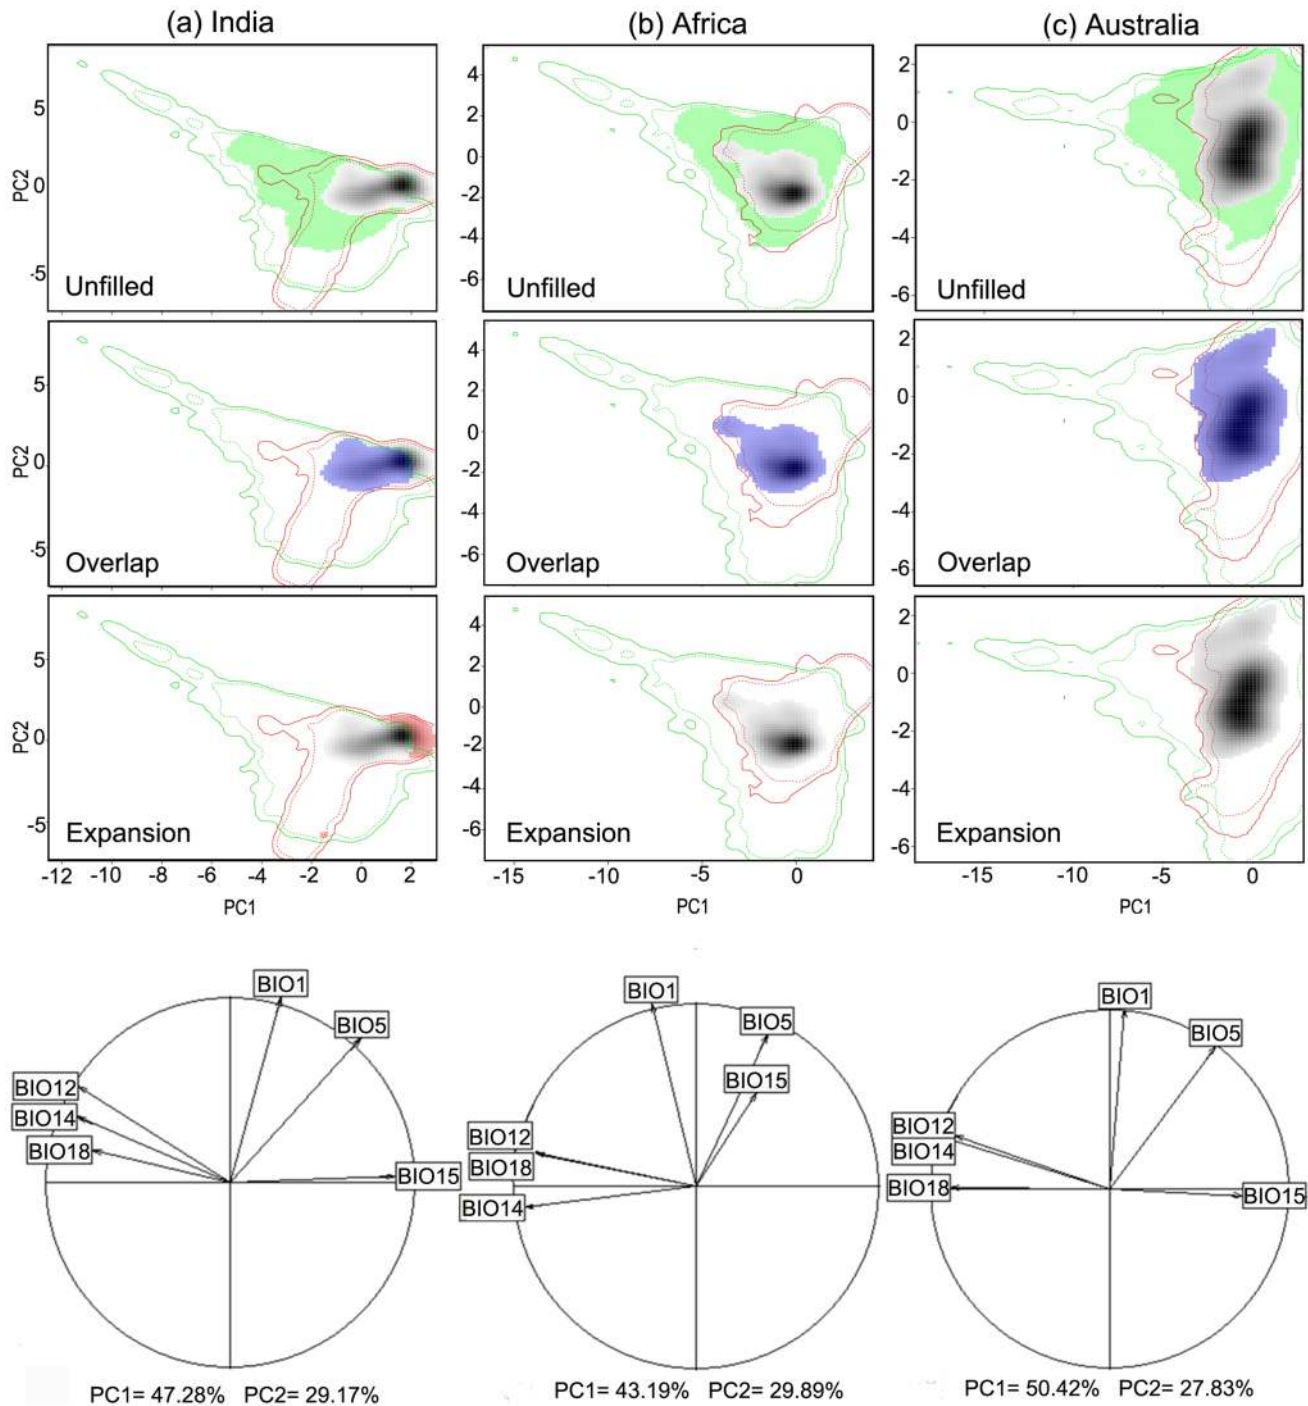 (a) India (b) Africa (c) Australia
PC2 5 0 -5 Unfilled
4 2 0 -2 -4 -6 Unfilled
2 0 -2 -4 -6 Unfilled
PC2 5 0 -5 Overlap
4 2 0 -2 -4 -6 Overlap
2 0 -2 -4 -6 Overlap
PC2 5 0 -5 Expansion
4 2 0 -2 -4 -6 Expansion
2 0 -2 -4 -6 Expansion
-12 -10 -8 -6 -4 -2 0 2
-15 -10 -5 0
-15 -10 -5 0
PC1 PC1 PC1
BIO1
BIO5
BIO12
BIO14
BIO18
BIO15
PC1= 47.28% PC2= 29.17%
BIO1
BIO5
BIO15
BIO12
BIO18
BIO14
PC1= 43.19% PC2= 29.89%
BIO1
BIO5
BIO12
BIO14
BIO18
BIO15
PC1= 50.42% PC2= 27.83%